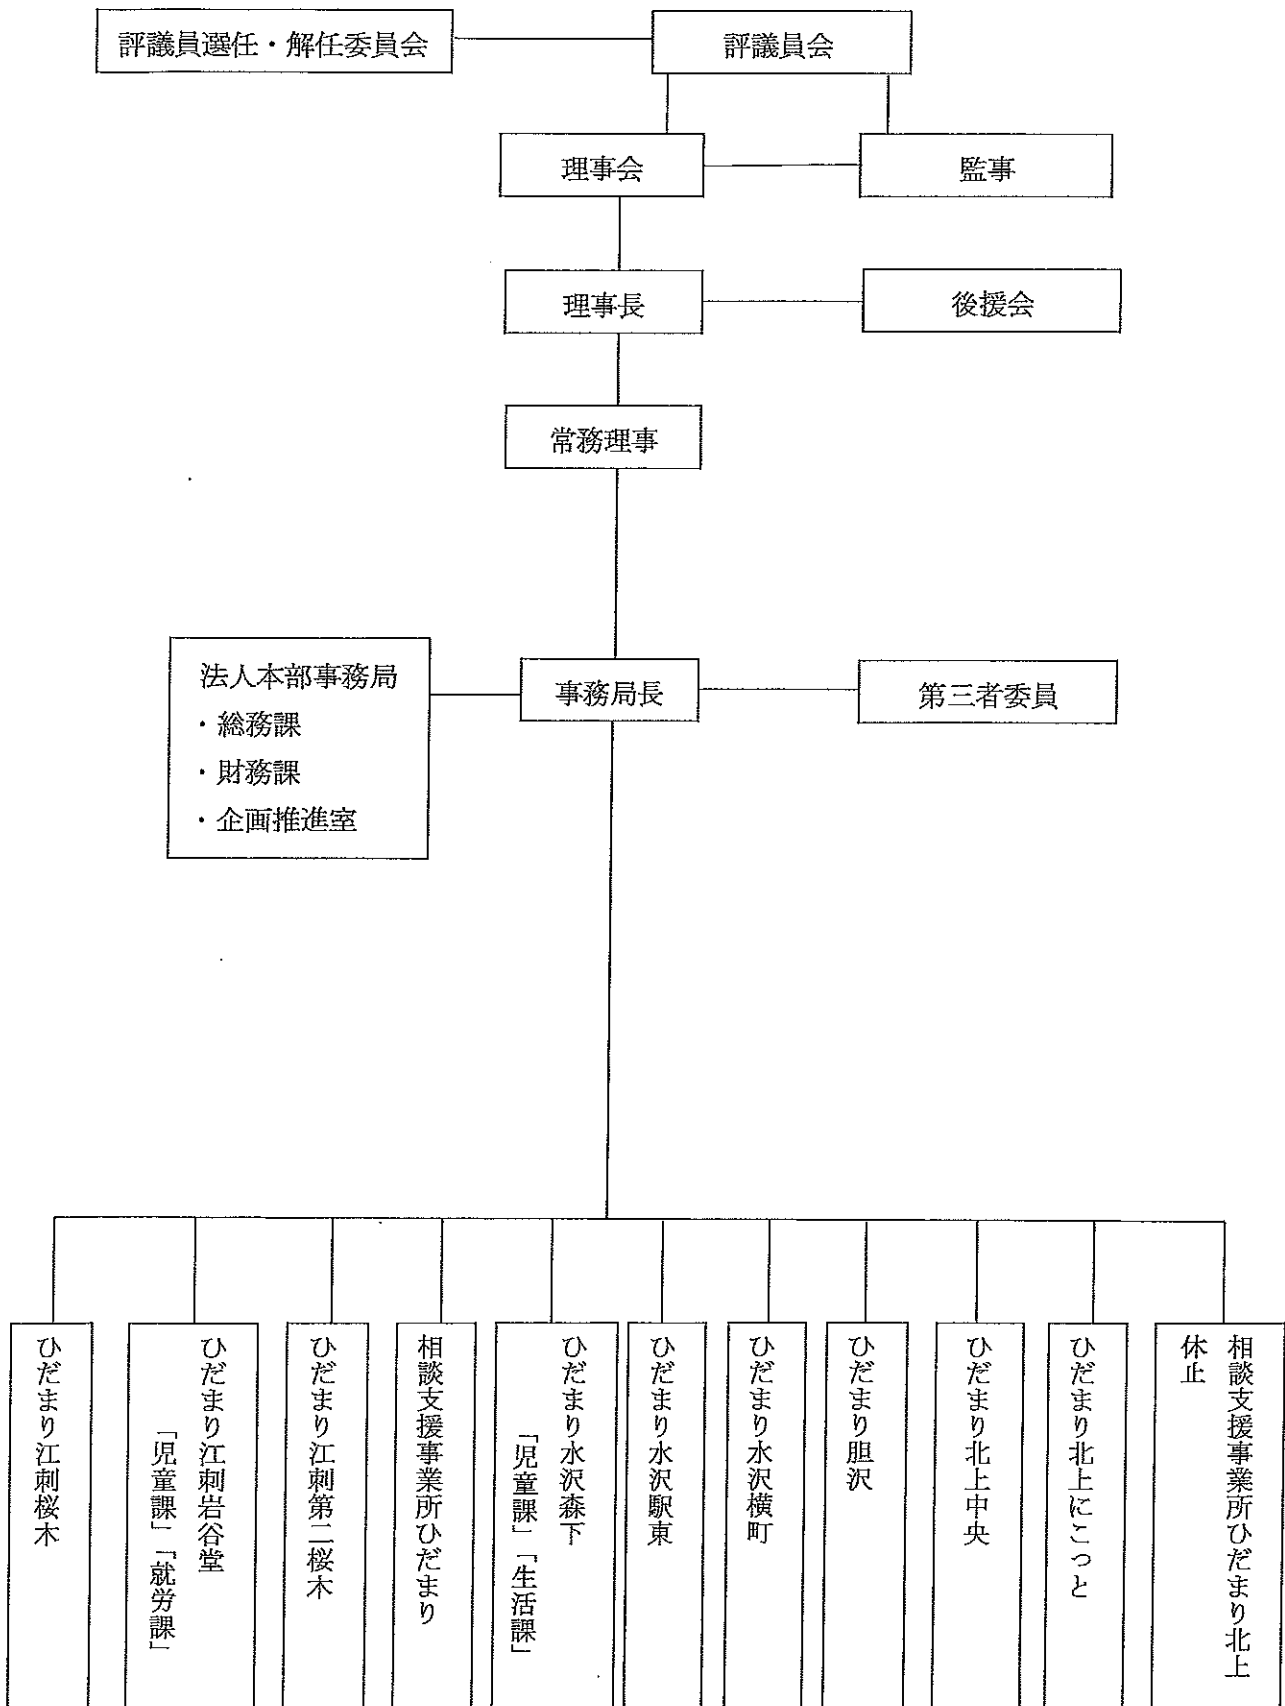 評議員選任・解任委員会
評議員会
理事会
監事
理事長
後援会
常務理事
法人本部事務局
・総務課
・財務課
・企画推進室
事務局長
第三者委員
ひだまり江刺桜木
ひだまり江刺岩谷堂
「児童課」「就労課」
ひだまり江刺第二桜木
相談支援事業所ひだまり
ひだまり水沢森下
「児童課」「生活課」
ひだまり水沢駅東
ひだまり水沢横町
ひだまり胆沢
ひだまり北上中央
ひだまり北上にこっと
相談支援事業所ひだまり北上
休止